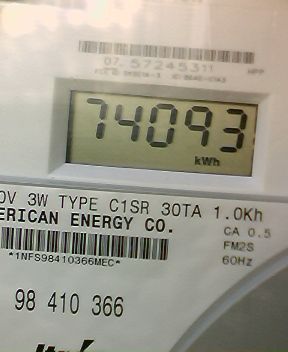 07 57245311
HPP
74093
kWh
0V 3W TYPE C1SR 30TA 1.0Kh
ERICAN ENERGY CO.
CA 0.5
FM2S
60Hz
*1NFS98410366MEC*
98 410 366